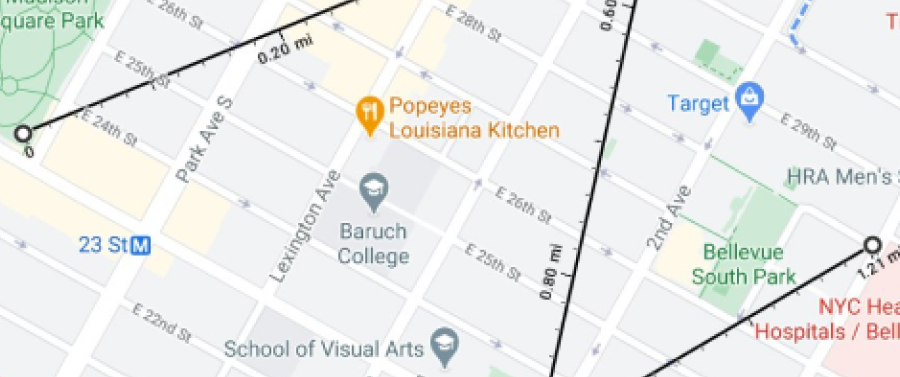 quare Park
E 26th St
0.20 mi
E 28th St
0.60
E 25th St
Park Ave S
Popeyes
Louisiana Kitchen
Target
E 29th St
0
E 24th St
HRA Men's S
Lexington Ave
E 26th St
2nd Ave
23 St M
Baruch
College
E 25th St
0.80 mi
Bellevue
South Park
1.21 mi
E 22nd St
School of Visual Arts
NYC Hea
Hospitals / Bell